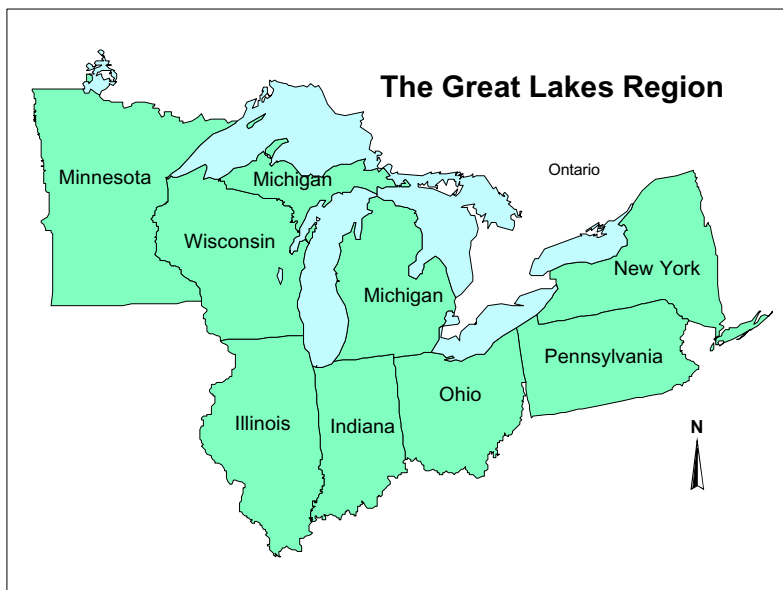 The Great Lakes Region
Ontario
Minnesota
Michigan
Wisconsin
New York
Michigan
Pennsylvania
Ohio
Illinois
Indiana
N